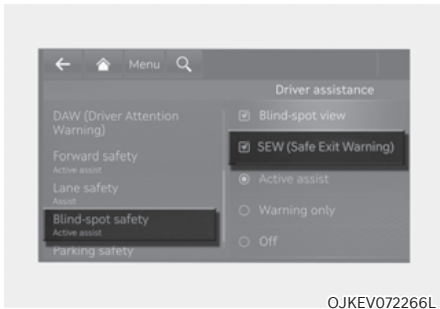 Menu
Driver assistance
DAW (Driver Attention
Warning)
Forward safety
Active assist
Lane safety
Assist
Blind-spot safety
Active assist
Parking safety
Blind-spot view
SEW (Safe Exit Warning)
Active assist
Warning only
Off
OJKEV072266L